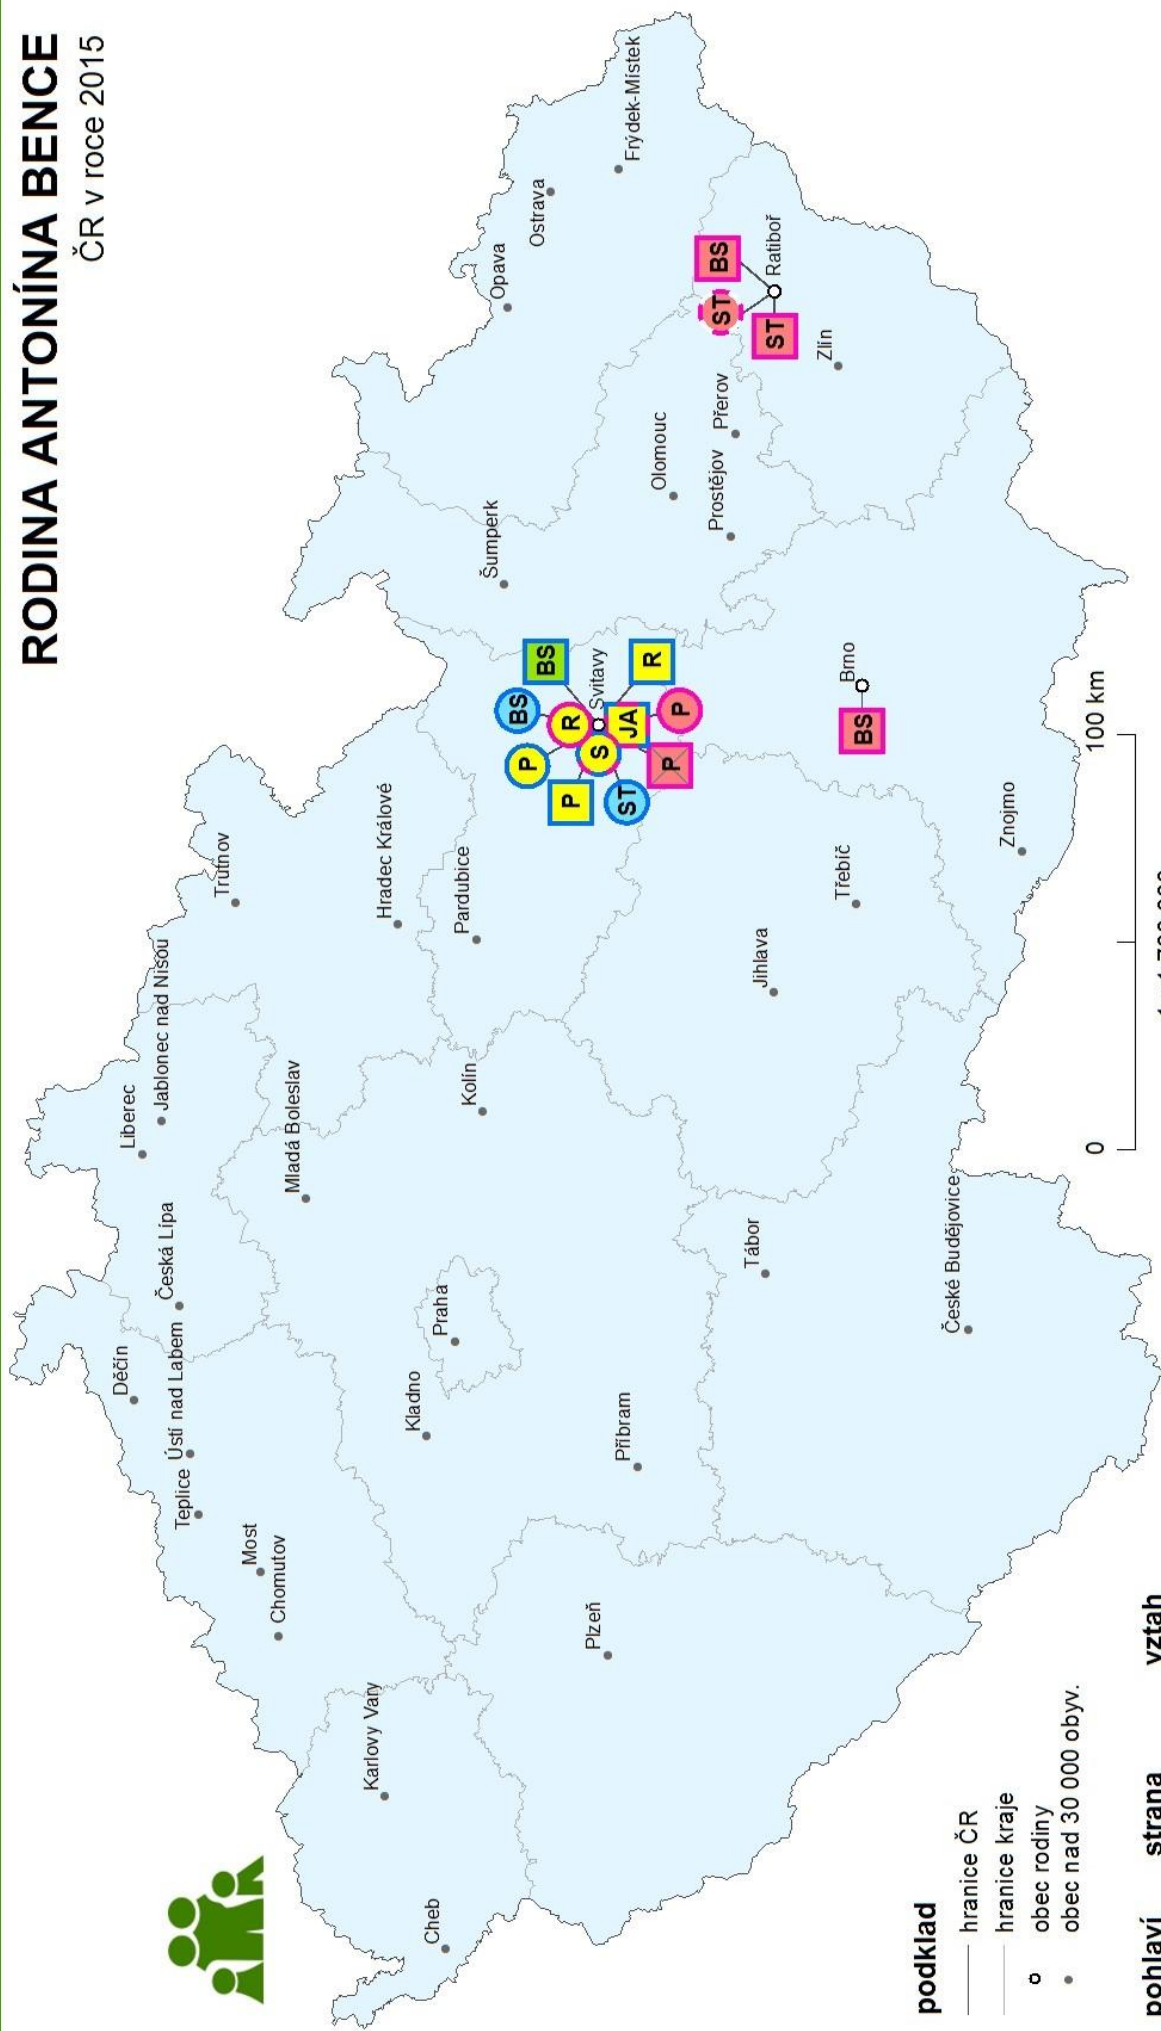 RODINA ANTONÍNA BENCE
ČR v roce 2015
Děčín
Liberec
Jablonec nad Nisou
Česká Lípa
Ústí nad Labem
Teplice
Trutnov
Most
Chomutov
Mladá Boleslav
Karlovy Vary
Hradec Králové
Kladno
Praha
Cheb
Kolín
Pardubice
Šumperk
Opava
Ostrava
Frýdek-Místek
BS
BS
P
R
P
S
Svitavy
ST
JA
R
P
P
Plzeň
Příbram
Olomouc
Prostějov
Přerov
ST
BS
ST
Ratiboř
Zlín
Tábor
Jihlava
Třebíč
Brno
BS
České Budějovice
Znojmo
podklad
hranice ČR
hranice kraje
obec rodiny
obec nad 30 000 obyv.
0
100 km
pohlaví
strana
vztah